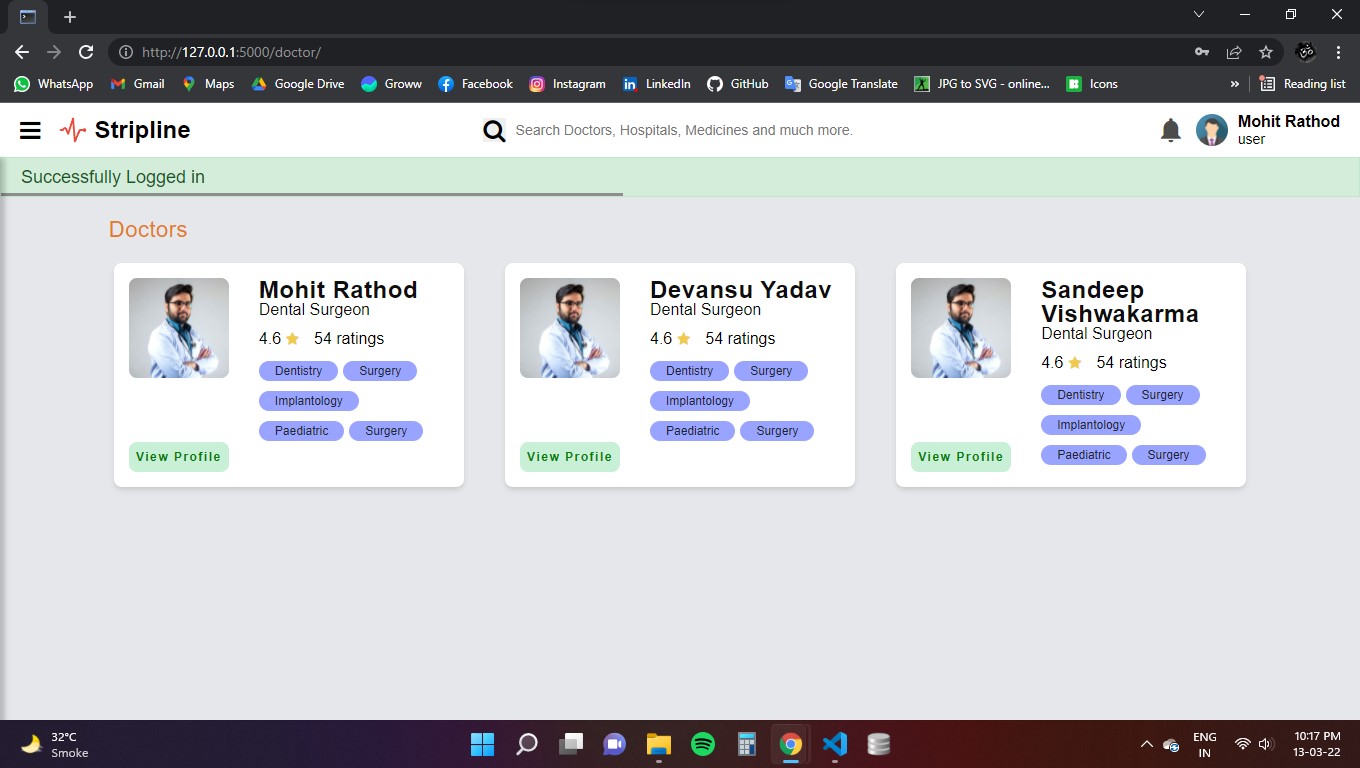 http://127.0.0.1:5000/doctor/
WhatsApp Gmail Maps Google Drive Groww Facebook Instagram LinkedIn GitHub Google Translate JPG to SVG - online... Icons » Reading list
Stripline
Search Doctors, Hospitals, Medicines and much more.
Mohit Rathod
user
Successfully Logged in
Doctors
Mohit Rathod
Dental Surgeon
4.6 54 ratings
Dentistry Surgery
Implantology
Paediatric Surgery
View Profile
Devansu Yadav
Dental Surgeon
4.6 54 ratings
Dentistry Surgery
Implantology
Paediatric Surgery
View Profile
Sandeep
Vishwakarma
Dental Surgeon
4.6 54 ratings
Dentistry Surgery
Implantology
Paediatric Surgery
View Profile
32°C
Smoke
ENG
IN
10:17 PM
13-03-22